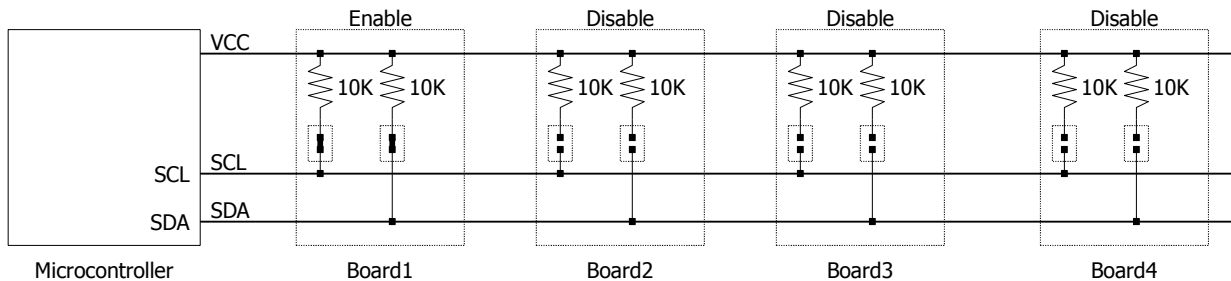 Enable Disable Disable Disable
VCC
10K 10K 10K 10K 10K 10K 10K 10K
SCL SCL
SDA SDA
Microcontroller Board1 Board2 Board3 Board4